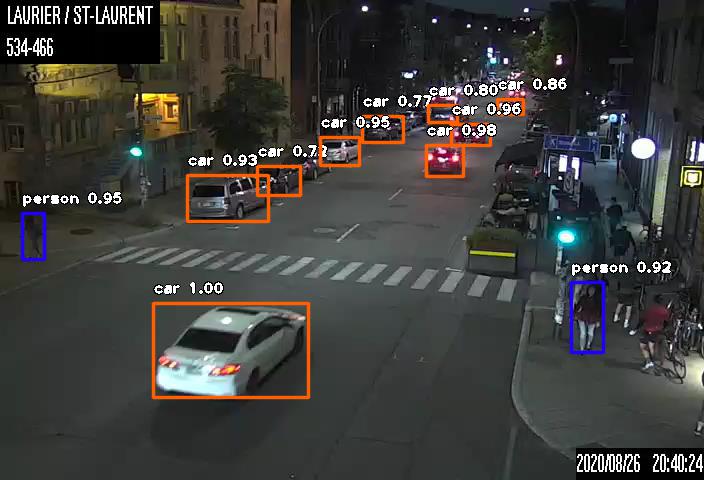 LAURIER / ST-LAURENT
534-466
car 0.86
car 0.80
car 0.77
car 0.96
car 0.95
car 0.98
car 0.93
car 0.72
person 0.95
person 0.92
car 1.00
2020/08/26 20:40:24